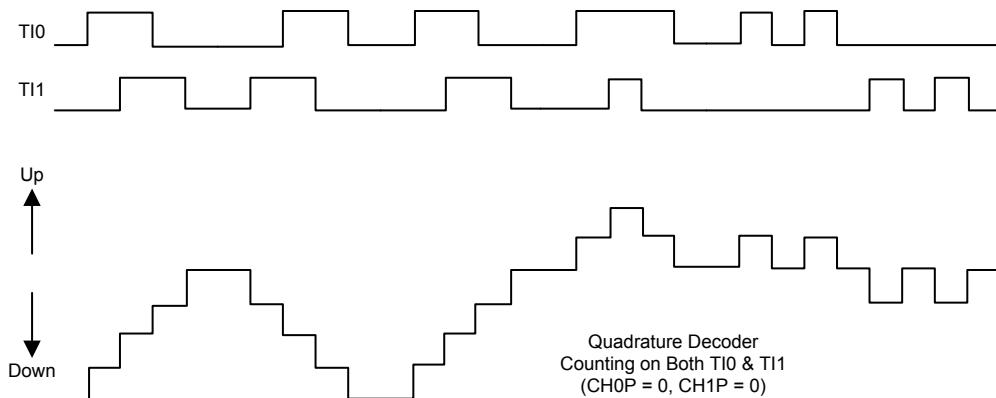 TI0
TI1
Up
Down
Quadrature Decoder
Counting on Both TI0 & TI1
(CH0P = 0, CH1P = 0)